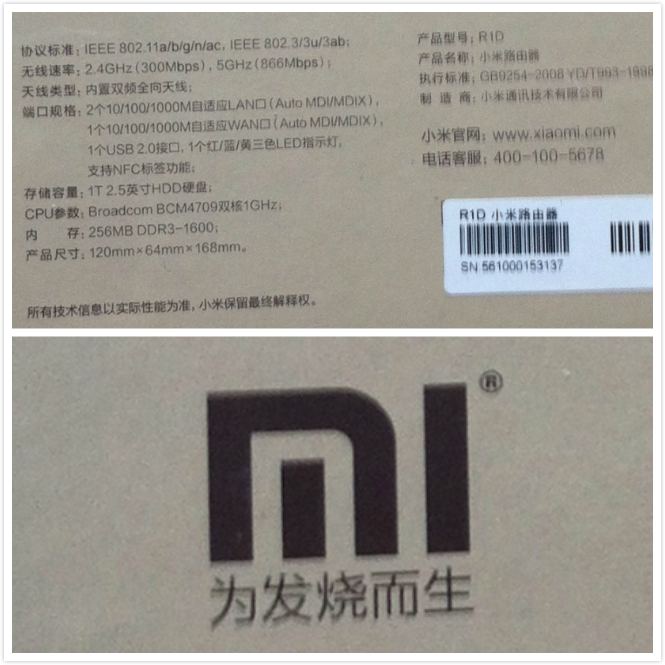 协议标准: IEEE 802.11a/b/g/n/ac, IEEE 802.3/3u/3ab;
无线速率: 2.4GHz (300Mbps), 5GHz (866Mbps);
天线类型: 内置双频全向天线;
端口规格: 2个10/100/1000M自适应LAN口 (Auto MDI/MDIX),
1个10/100/1000M自适应WAN口 (Auto MDI/MDIX),
1个USB 2.0接口, 1个红/蓝/黄三色LED指示灯,
支持NFC标签功能;
存储容量: 1T 2.5英寸HDD硬盘;
CPU参数: Broadcom BCM4709双核1GHz;
内 存: 256MB DDR3-1600;
产品尺寸: 120mm×64mm×168mm。
所有技术信息以实际性能为准, 小米保留最终解释权。
产品型号: R1D
产品名称: 小米路由器
执行标准: GB9254-2008 YD/T993-1998
制 造 商: 小米通讯技术有限公司
小米官网: www.xiaomi.com
电话客服: 400-100-5678
R1D 小米路由器
SN 561000153137
MI®
为发烧而生